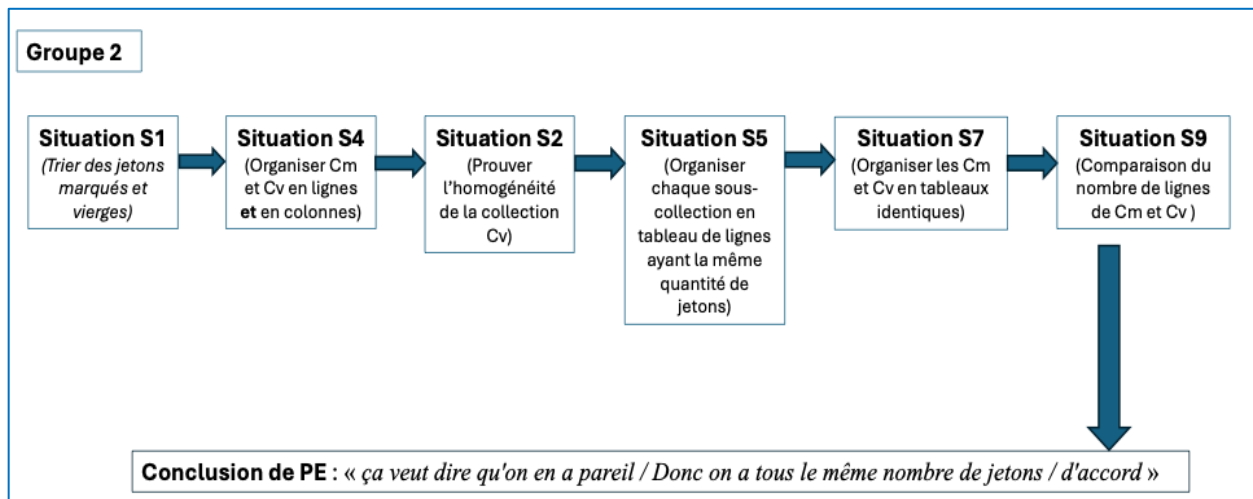 Groupe 2
Situation S1
(Trier des jetons
marqués et
vierges)
Situation S4
(Organiser Cm
et Cv en lignes
et en colonnes)
Situation S2
(Prouver
l'homogénéité
de la collection
Cv)
Situation S5
(Organiser
chaque sous-
collection en
tableau de lignes
ayant la même
quantité de
jetons)
Situation S7
(Organiser les Cm
et Cv en tableaux
identiques)
Situation S9
(Comparaison du
nombre de lignes
de Cm et Cv )
Conclusion de PE : « ça veut dire qu'on en a pareil / Donc on a tous le même nombre de jetons / d'accord »